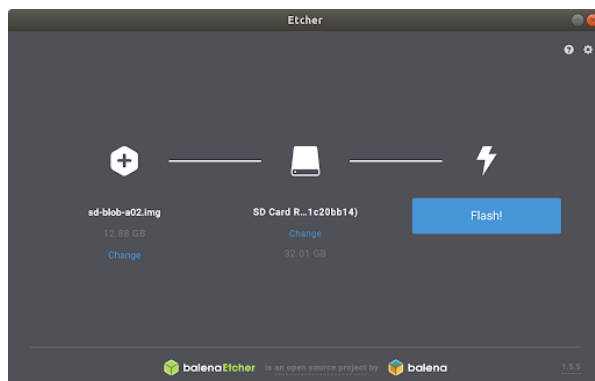 Etcher
sd-blob-a02.img
12.88 GB
Change
SD Card R...1c20bb14)
Change
32.01 GB
Flash!
balenaEtcher is an open source project by balena
1.5.5